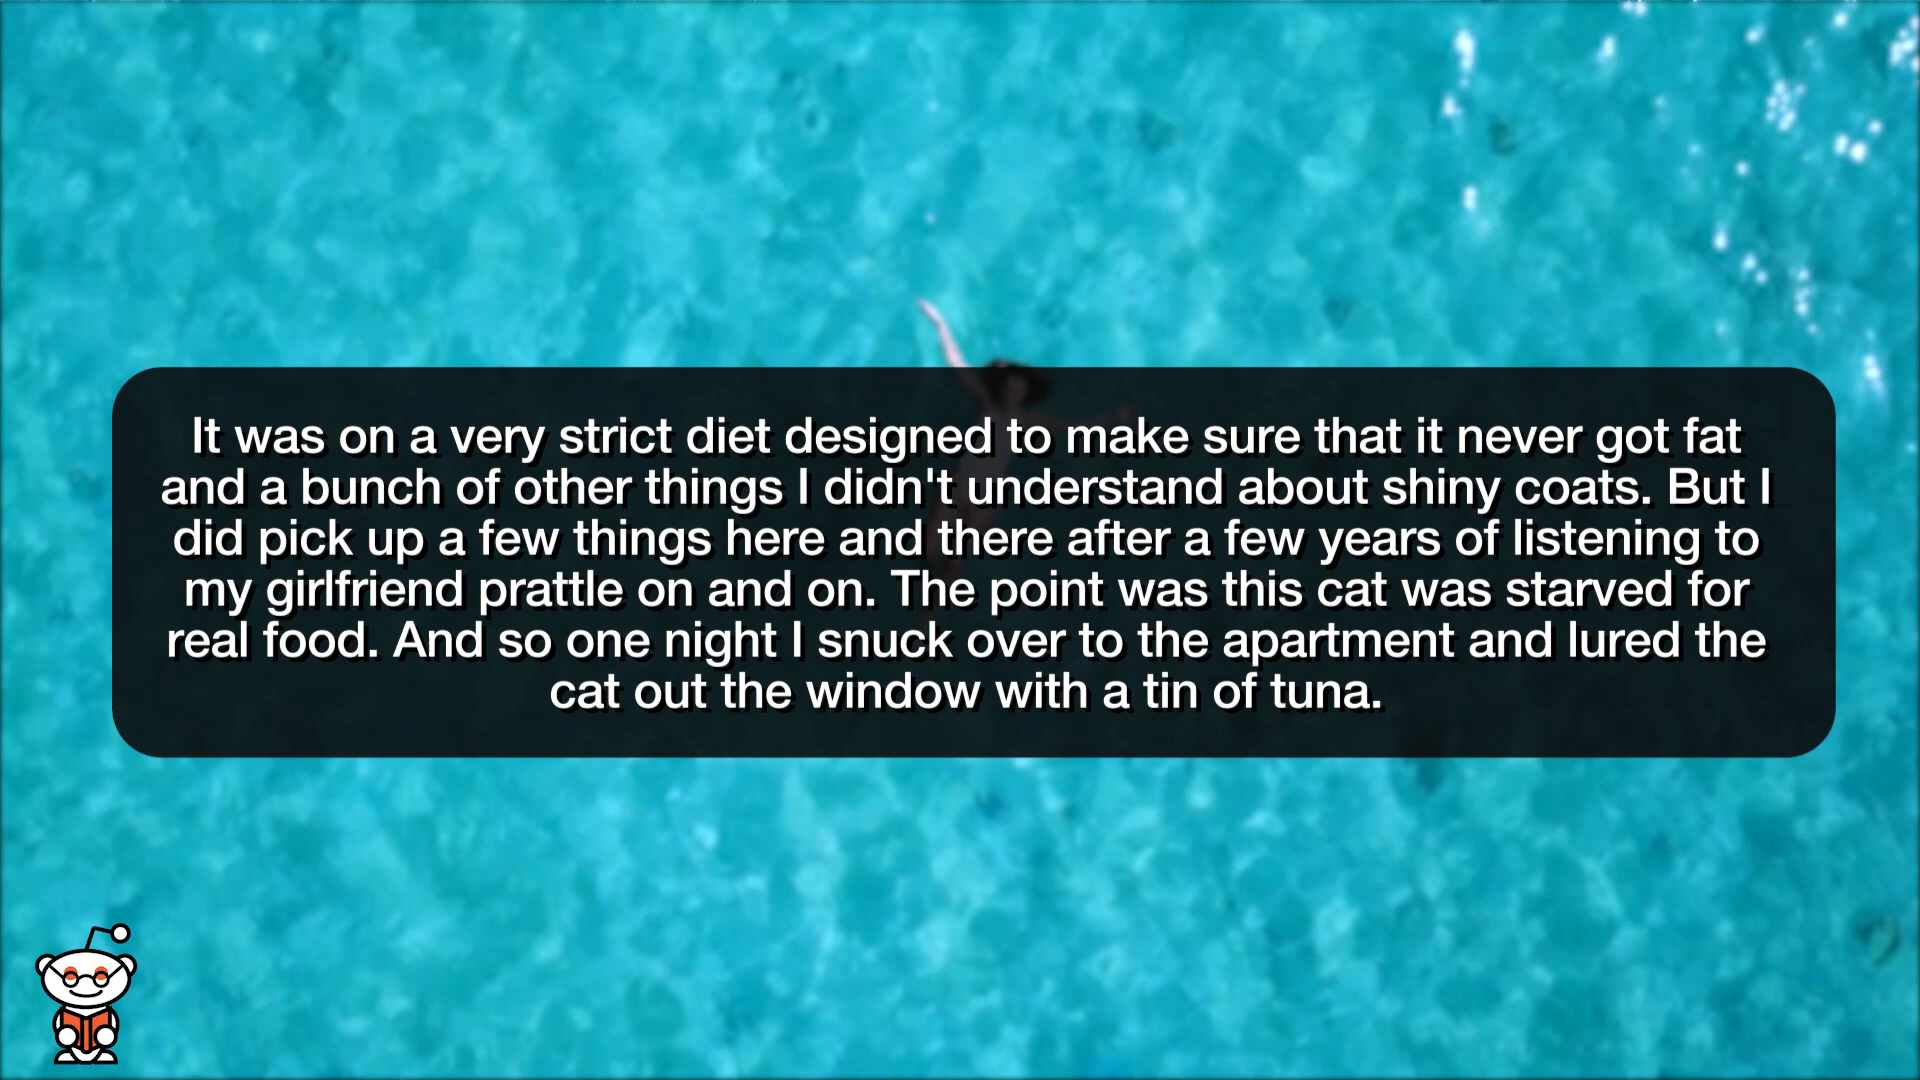 It was on a very strict diet designed to make sure that it never got fat
and a bunch of other things I didn't understand about shiny coats. But I
did pick up a few things here and there after a few years of listening to
my girlfriend prattle on and on. The point was this cat was starved for
real food. And so one night I snuck over to the apartment and lured the
cat out the window with a tin of tuna.